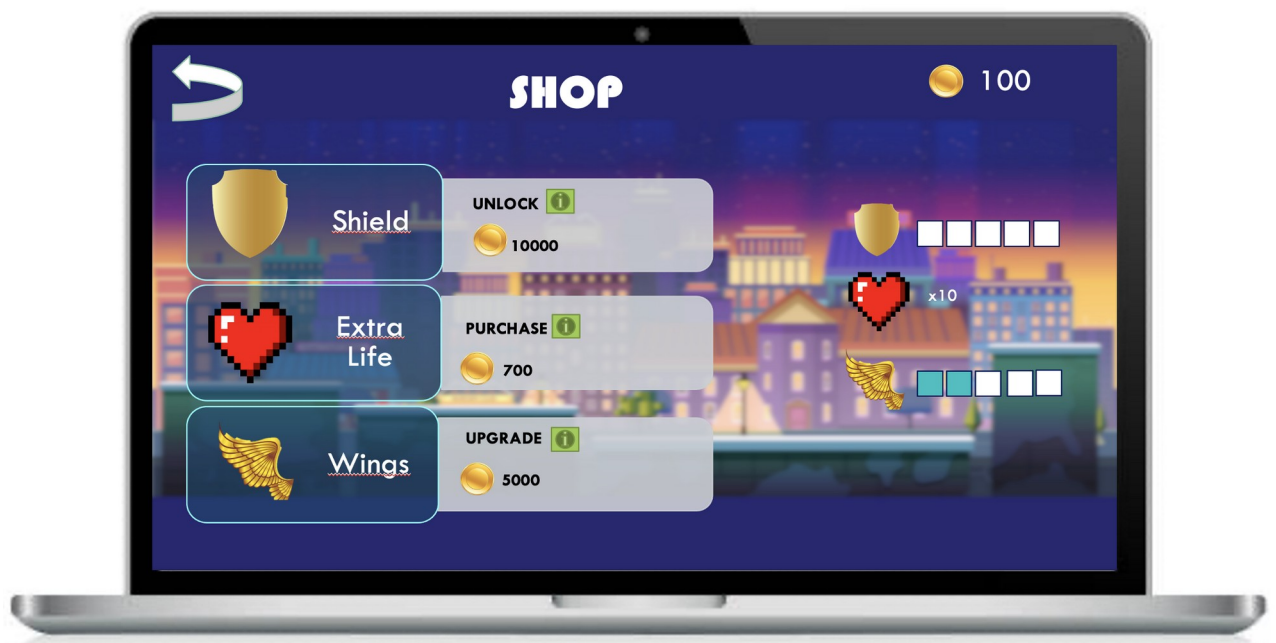 SHOP
100
Shield
UNLOCK i
10000
Extra
Life
PURCHASE i
700
Wings
UPGRADE i
5000
x10